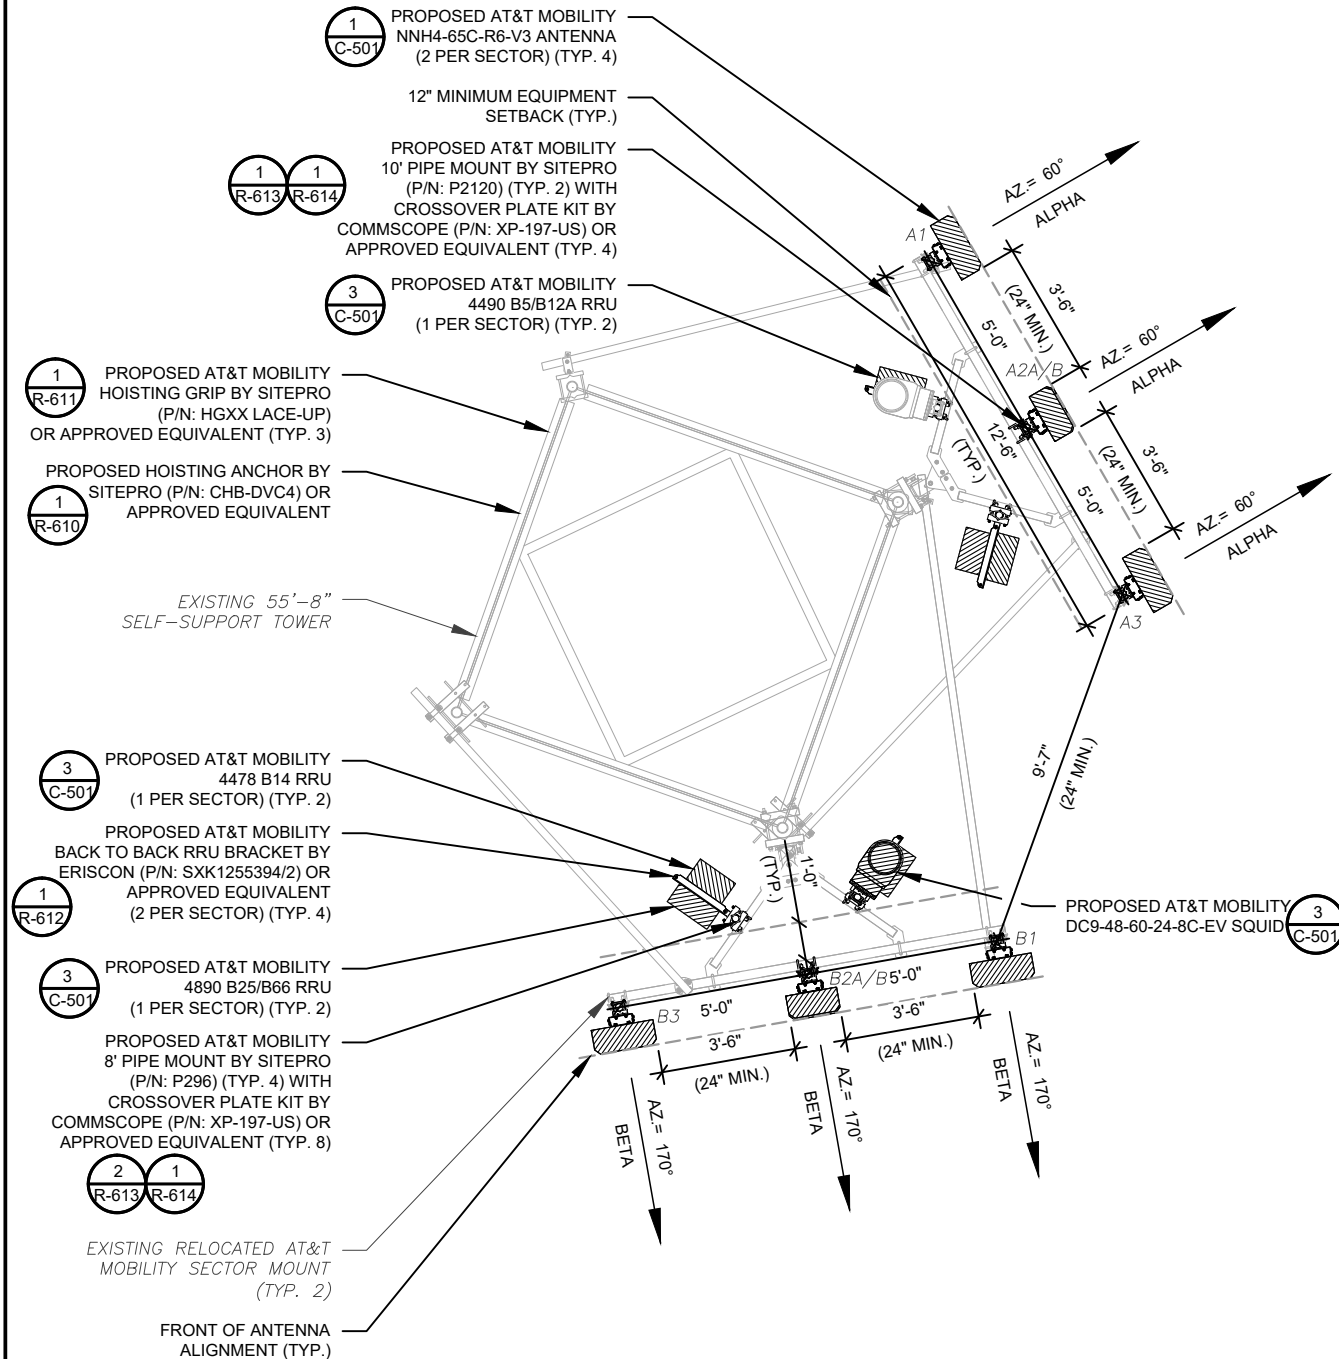 1
C-501
PROPOSED AT&T MOBILITY
NNH4-65C-R6-V3 ANTENNA
(2 PER SECTOR) (TYP. 4)
12" MINIMUM EQUIPMENT
SETBACK (TYP.)
1
R-613
1
R-614
PROPOSED AT&T MOBILITY
10' PIPE MOUNT BY SITEPRO
(P/N: P2120) (TYP. 2) WITH
CROSSOVER PLATE KIT BY
COMMSCOPE (P/N: XP-197-US) OR
APPROVED EQUIVALENT (TYP. 4)
3
C-501
PROPOSED AT&T MOBILITY
4490 B5/B12A RRU
(1 PER SECTOR) (TYP. 2)
1
R-611
PROPOSED AT&T MOBILITY
HOISTING GRIP BY SITEPRO
(P/N: HGXX LACE-UP)
OR APPROVED EQUIVALENT (TYP. 3)
1
R-610
PROPOSED HOISTING ANCHOR BY
SITEPRO (P/N: CHB-DVC4) OR
APPROVED EQUIVALENT
EXISTING 55'-8"
SELF-SUPPORT TOWER
3
C-501
PROPOSED AT&T MOBILITY
4478 B14 RRU
(1 PER SECTOR) (TYP. 2)
1
R-612
PROPOSED AT&T MOBILITY
BACK TO BACK RRU BRACKET BY
ERISCON (P/N: SXK1255394/2) OR
APPROVED EQUIVALENT
(2 PER SECTOR) (TYP. 4)
3
C-501
PROPOSED AT&T MOBILITY
4890 B25/B66 RRU
(1 PER SECTOR) (TYP. 2)
PROPOSED AT&T MOBILITY
8' PIPE MOUNT BY SITEPRO
(P/N: P296) (TYP. 4) WITH
CROSSOVER PLATE KIT BY
COMMSCOPE (P/N: XP-197-US) OR
APPROVED EQUIVALENT (TYP. 8)
2
R-613
1
R-614
EXISTING RELOCATED AT&T
MOBILITY SECTOR MOUNT
(TYP. 2)
FRONT OF ANTENNA
ALIGNMENT (TYP.)
AZ.= 60°
ALPHA
A1
3'-6"
(24" MIN.)
5'-0"
A2A/B
AZ.= 60°
ALPHA
12'-6"
(TYP.)
3'-6"
(24" MIN.)
5'-0"
AZ.= 60°
ALPHA
A3
9'-7"
(24" MIN.)
1'-0"
(TYP.)
PROPOSED AT&T MOBILITY
DC9-48-60-24-8C-EV SQUID
3
C-501
B1
B2A/B
5'-0"
B3
5'-0"
3'-6"
(24" MIN.)
3'-6"
(24" MIN.)
AZ.= 170°
BETA
AZ.= 170°
BETA
AZ.= 170°
BETA